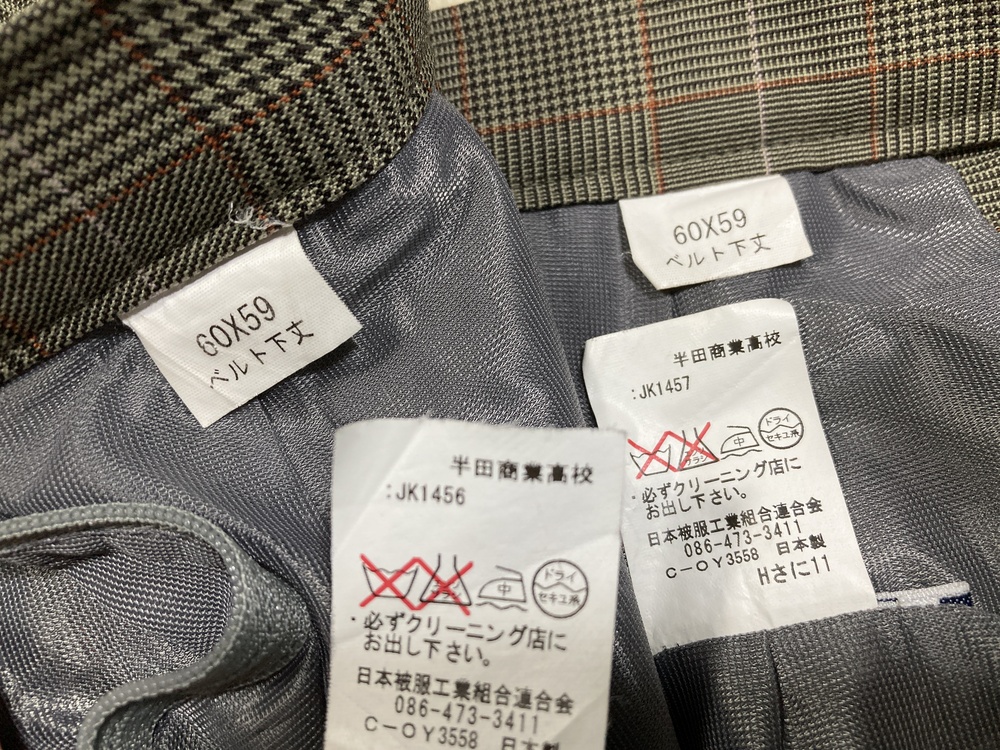 60X59
ベルト下丈
半田商業高校
:JK1456
中
ドライ
セキユ系
・必ずクリーニング店に
お出し下さい。
日本被服工業組合連合会
086-473-3411
C-OY3558 日本製
60X59
ベルト下丈
半田商業高校
:JK1457
中
ドライ
セキユ系
・必ずクリーニング店に
お出し下さい。
日本被服工業組合連合会
086-473-3411
C-OY3558 日本製
Hさに11